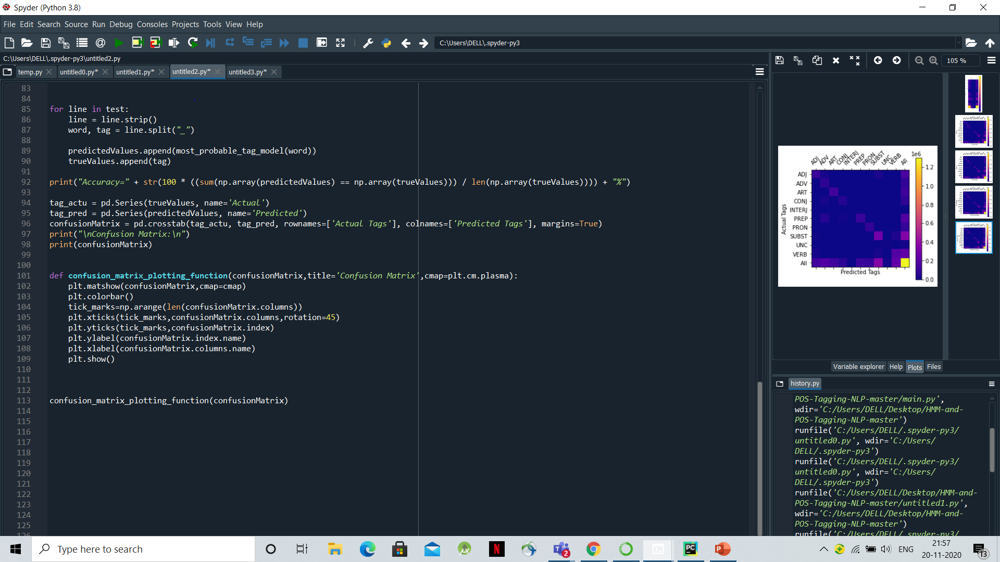 Spyder (Python 3.8)
File Edit Search Source Run Debug Consoles Projects Tools View Help
C:\Users\DELL\.spyder-py3
C:\Users\DELL\.spyder-py3\untitled2.py
temp.py untitled0.py* untitled1.py* untitled2.py* untitled3.py*
83
84
85 for line in test:
86 line = line.strip()
87 word, tag = line.split("_")
88
89 predictedValues.append(most_probable_tag_model(word))
90 trueValues.append(tag)
91
92 print("Accuracy=" + str(100 * ((sum(np.array(predictedValues) == np.array(trueValues))) / len(np.array(trueValues)))) + "%")
93
94 tag_actu = pd.Series(trueValues, name='Actual')
95 tag_pred = pd.Series(predictedValues, name='Predicted')
96 confusionMatrix = pd.crosstab(tag_actu, tag_pred, rownames=['Actual Tags'], colnames=['Predicted Tags'], margins=True)
97 print("\nConfusion Matrix:\n")
98 print(confusionMatrix)
99
100
101 def confusion_matrix_plotting_function(confusionMatrix,title='Confusion Matrix',cmap=plt.cm.plasma):
102 plt.matshow(confusionMatrix,cmap=cmap)
103 plt.colorbar()
104 tick_marks=np.arange(len(confusionMatrix.columns))
105 plt.xticks(tick_marks,confusionMatrix.columns,rotation=45)
106 plt.yticks(tick_marks,confusionMatrix.index)
107 plt.ylabel(confusionMatrix.index.name)
108 plt.xlabel(confusionMatrix.columns.name)
109 plt.show()
110
111
112
113 confusion_matrix_plotting_function(confusionMatrix)
114
115
116
117
118
119
120
121
122
123
124
125
126
105 %
ADJ ADV ART CONJ INTERJ PREP PRON SUBST UNC VERB All
1e6
ADJ
ADV
ART
CONJ
INTERJ
PREP
PRON
SUBST
UNC
VERB
All
Actual Tags
Predicted Tags
1.2
1.0
0.8
0.6
0.4
0.2
0.0
Variable explorer Help Plots Files
history.py
POS-Tagging-NLP-master/main.py',
wdir='C:/Users/DELL/Desktop/HMM-and-
POS-Tagging-NLP-master')
runfile('C:/Users/DELL/.spyder-py3/
untitled0.py', wdir='C:/Users/
DELL/.spyder-py3')
runfile('C:/Users/DELL/.spyder-py3/
untitled0.py', wdir='C:/Users/
DELL/.spyder-py3')
runfile('C:/Users/DELL/Desktop/HMM-and-
POS-Tagging-NLP-master/untitled1.py',
wdir='C:/Users/DELL/Desktop/HMM-and-
POS-Tagging-NLP-master')
runfile('C:/Users/DELL/.spyder-py3/
Type here to search
2
PC
P
N
ENG
21:57
20-11-2020
13